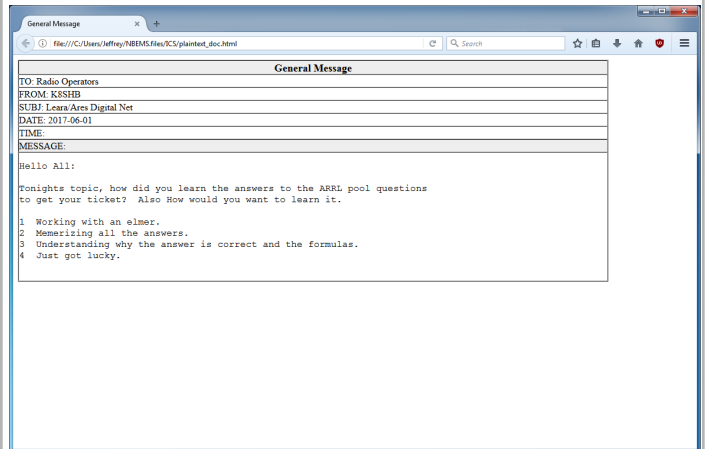 General Message
file:///C:/Users/Jeffrey/NBEMS.files/ICS/plaintext_doc.html
Search
General Message
TO: Radio Operators
FROM: K8SHB
SUBJ: Leara/Ares Digital Net
DATE: 2017-06-01
TIME:
MESSAGE:
Hello All:
Tonights topic, how did you learn the answers to the ARRL pool questions
to get your ticket?  Also How would you want to learn it.
1  Working with an elmer.
2  Memerizing all the answers.
3  Understanding why the answer is correct and the formulas.
4  Just got lucky.